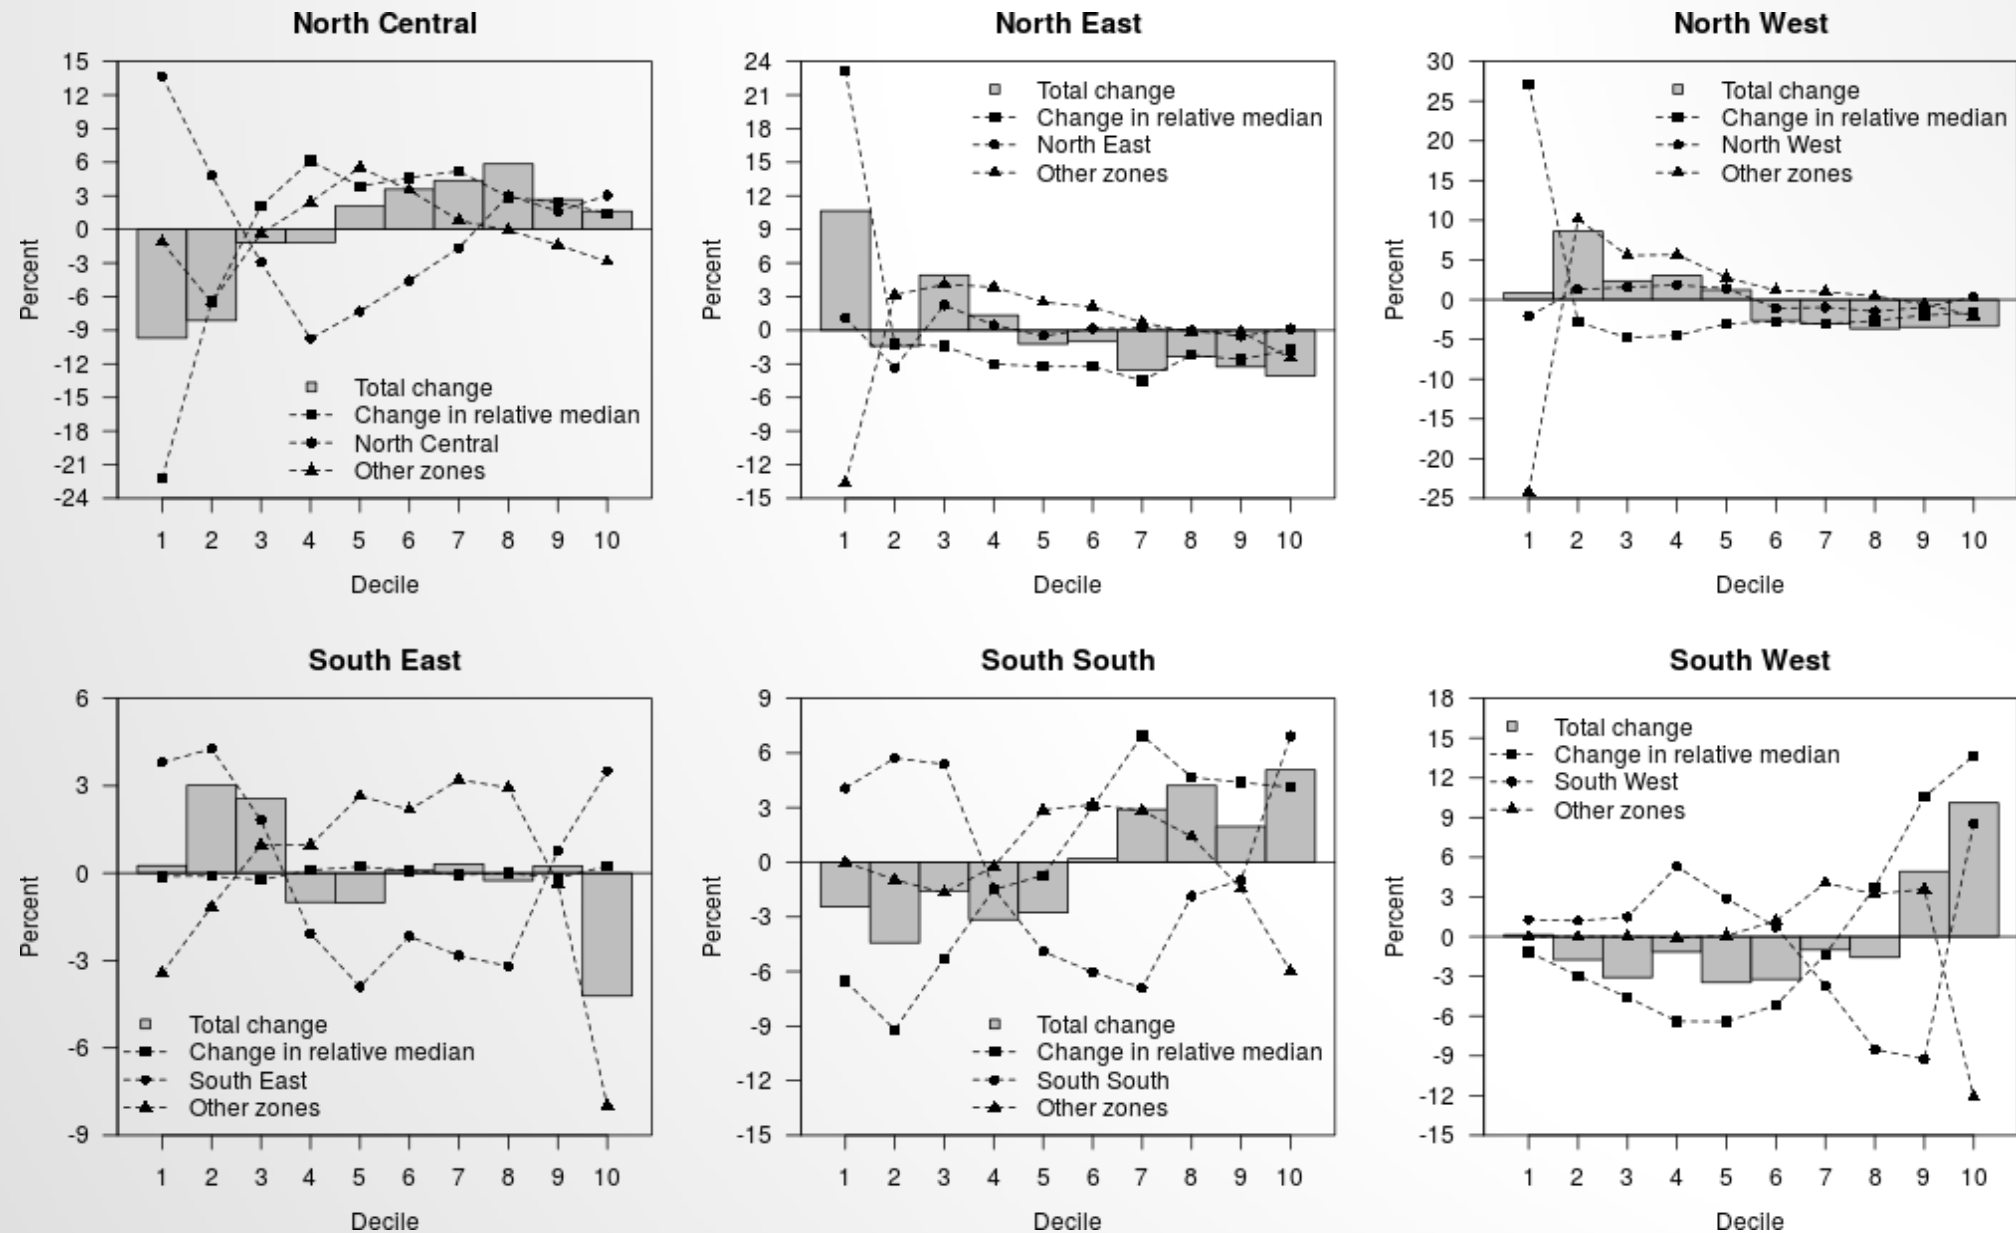 North Central
15
12
9
6
3
0
-3
-6
-9
-12
-15
-18
-21
-24
Percent
Total change
Change in relative median
North Central
Other zones
1 2 3 4 5 6 7 8 9 10
Decile
North East
24
21
18
15
12
9
6
3
0
-3
-6
-9
-12
-15
Percent
Total change
Change in relative median
North East
Other zones
1 2 3 4 5 6 7 8 9 10
Decile
North West
30
25
20
15
10
5
0
-5
-10
-15
-20
-25
Percent
Total change
Change in relative median
North West
Other zones
1 2 3 4 5 6 7 8 9 10
Decile
South East
6
3
0
-3
-6
-9
Percent
Total change
Change in relative median
South East
Other zones
1 2 3 4 5 6 7 8 9 10
Decile
South South
9
6
3
0
-3
-6
-9
-12
-15
Percent
Total change
Change in relative median
South South
Other zones
1 2 3 4 5 6 7 8 9 10
Decile
South West
18
15
12
9
6
3
0
-3
-6
-9
-12
-15
Percent
Total change
Change in relative median
South West
Other zones
1 2 3 4 5 6 7 8 9 10
Decile